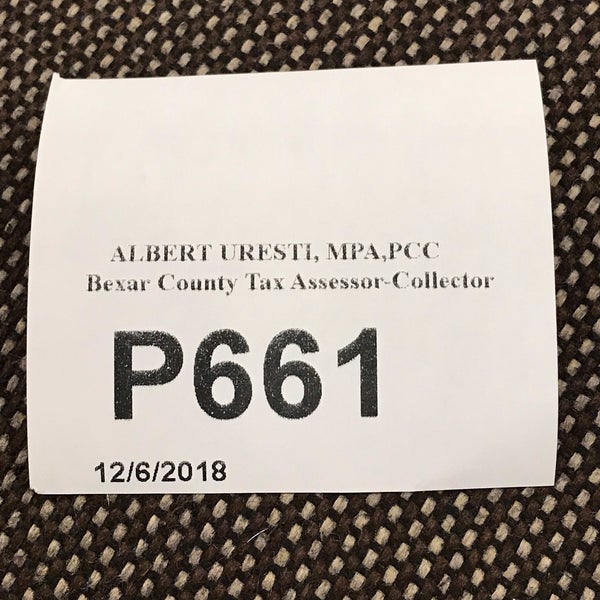 ALBERT URESTI, MPA,PCC
Bexar County Tax Assessor-Collector
P661
12/6/2018